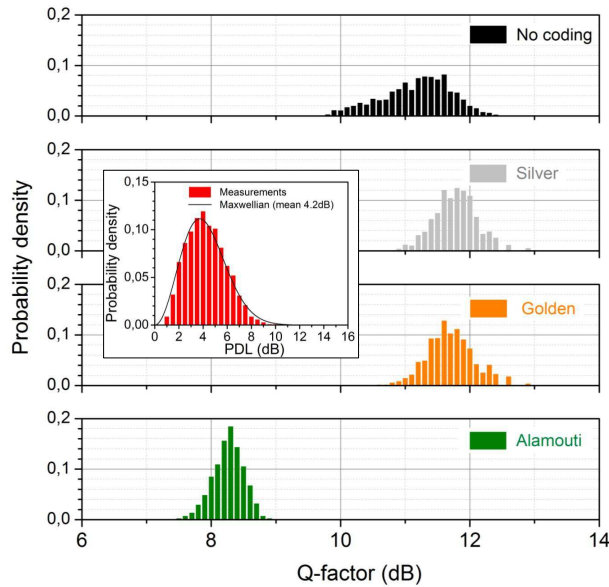 0,2
No coding
0,1
0,0
0,2
Silver
0,1
0,0
0,15
Measurements
Maxwellian (mean 4.2dB)
0,10
0,05
0,00
0 2 4 6 8 10 12 14 16
PDL (dB)
Probability density
Probability density
0,2
Golden
0,1
0,0
0,2
Alamouti
0,1
0,0
6 8 10 12 14
Q-factor (dB)